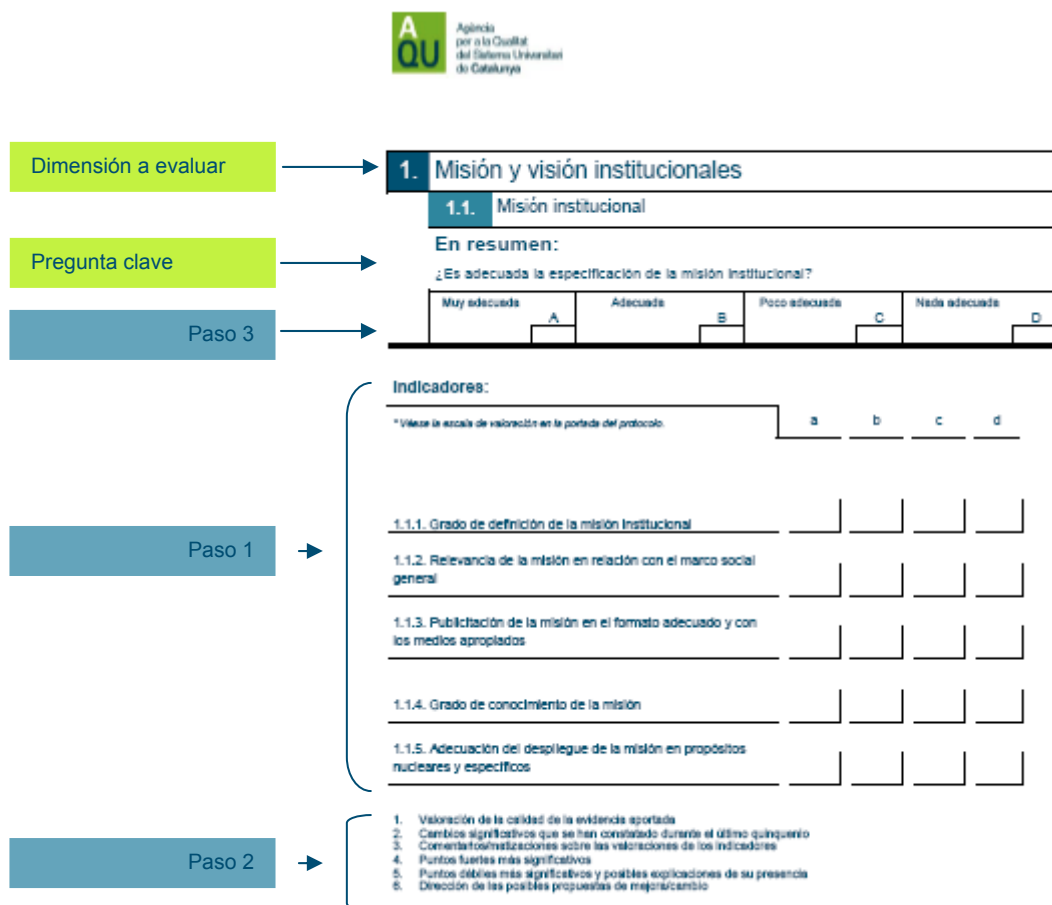 A
QU
Agència
per a la Qualitat
del Sistema Universitari
de Catalunya
Dimensión a evaluar
1. Misión y visión institucionales
1.1. Misión institucional
En resumen:
Pregunta clave
¿Es adecuada la especificación de la misión institucional?
Muy adecuada A Adecuada B Poco adecuada C Nada adecuada D
Paso 3
Indicadores:
* Véase la escala de valoración en la portada del protocolo. a b c d
1.1.1. Grado de definición de la misión institucional
Paso 1
1.1.2. Relevancia de la misión en relación con el marco social
general
1.1.3. Publicitación de la misión en el formato adecuado y con
los medios apropiados
1.1.4. Grado de conocimiento de la misión
1.1.5. Adecuación del despliegue de la misión en propósitos
nucleares y específicos
Paso 2
1. Valoración de la calidad de la evidencia aportada
2. Cambios significativos que se han constatado durante el último quinquenio
3. Comentarios/matizaciones sobre las valoraciones de los indicadores
4. Puntos fuertes más significativos
5. Puntos débiles más significativos y posibles explicaciones de su presencia
6. Dirección de las posibles propuestas de mejora/cambio